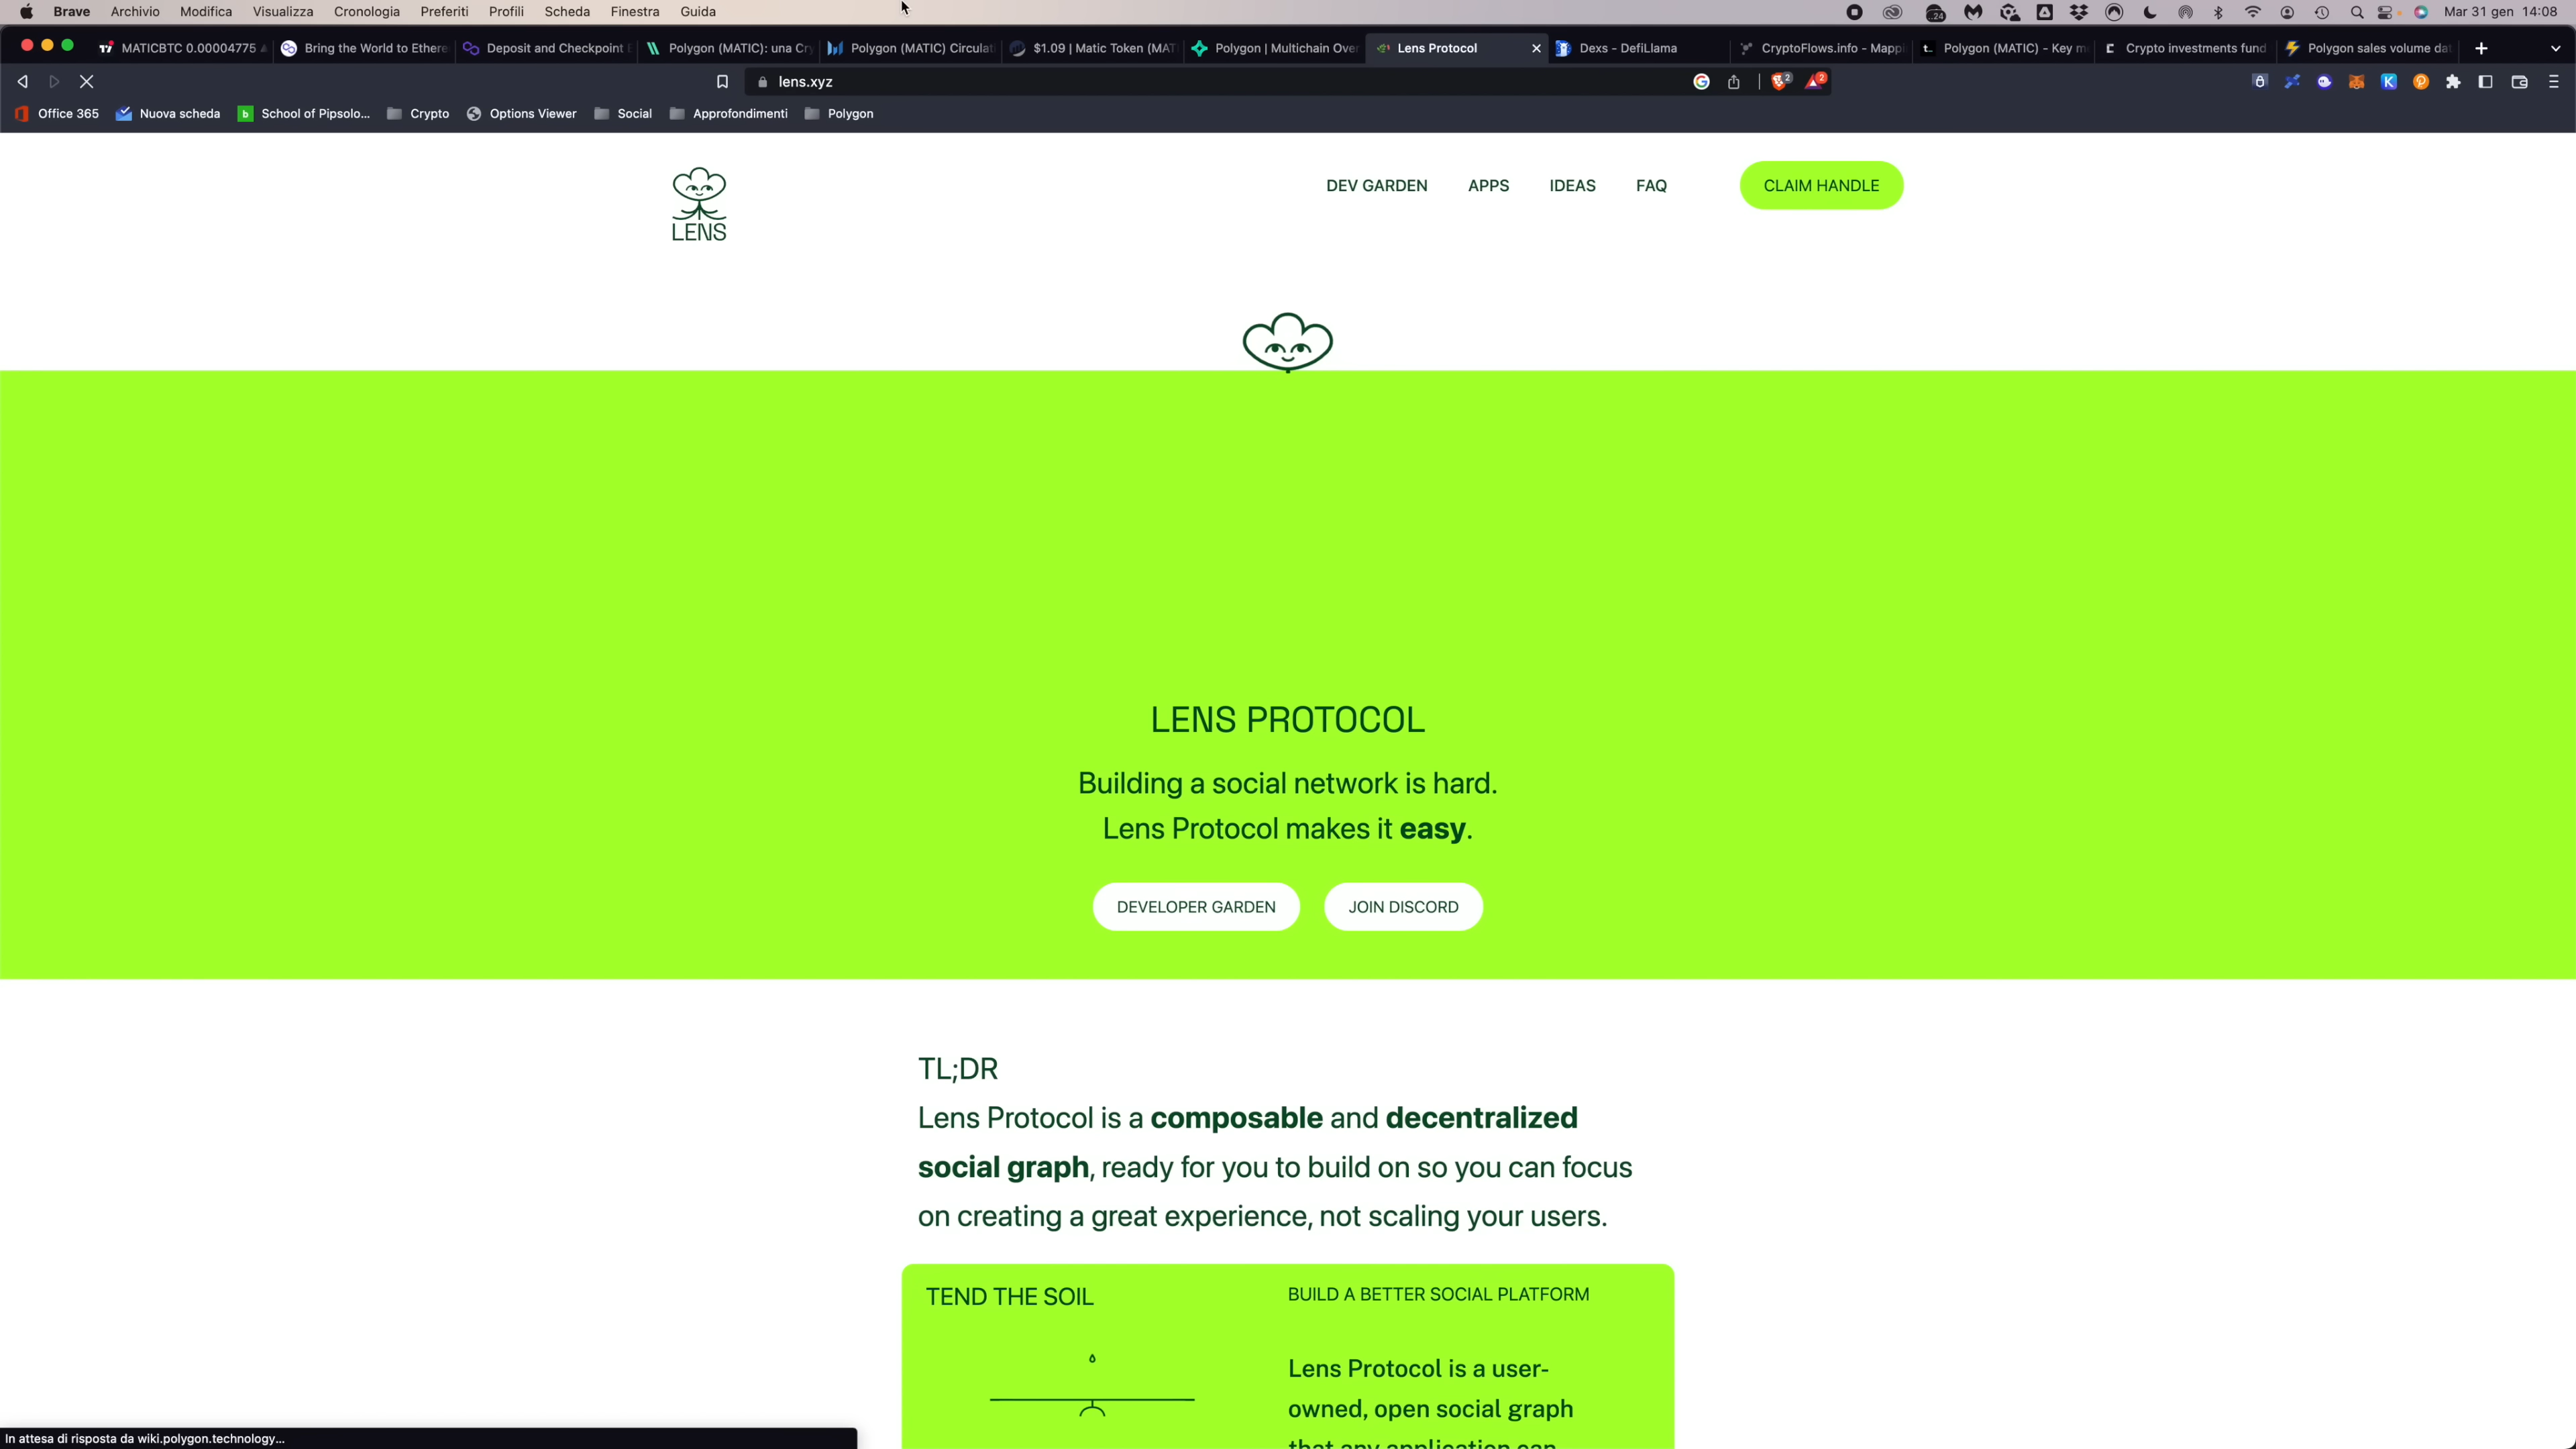 Brave Archivio Modifica Visualizza Cronologia Preferiti Profili Scheda Finestra Guida 24 Mar 31 gen 14:08
MATICBTC 0.00004775 Bring the World to Ethere Deposit and Checkpoint Polygon (MATIC): una Cry Polygon (MATIC) Circulat $1.09 | Matic Token (MAT Polygon | Multichain Over Lens Protocol Dexs - DefiLlama CryptoFlows.info - Mapp Polygon (MATIC) - Key m Crypto investments fund Polygon sales volume dat
lens.xyz 2 2
Office 365 Nuova scheda School of Pipsolo... Crypto Options Viewer Social Approfondimenti Polygon
LENS
DEV GARDEN APPS IDEAS FAQ CLAIM HANDLE
LENS PROTOCOL
Building a social network is hard.
Lens Protocol makes it easy.
DEVELOPER GARDEN JOIN DISCORD
TL;DR
Lens Protocol is a composable and decentralized
social graph, ready for you to build on so you can focus
on creating a great experience, not scaling your users.
TEND THE SOIL
BUILD A BETTER SOCIAL PLATFORM
Lens Protocol is a user-
owned, open social graph
that any application can
In attesa di risposta da wiki.polygon.technology...